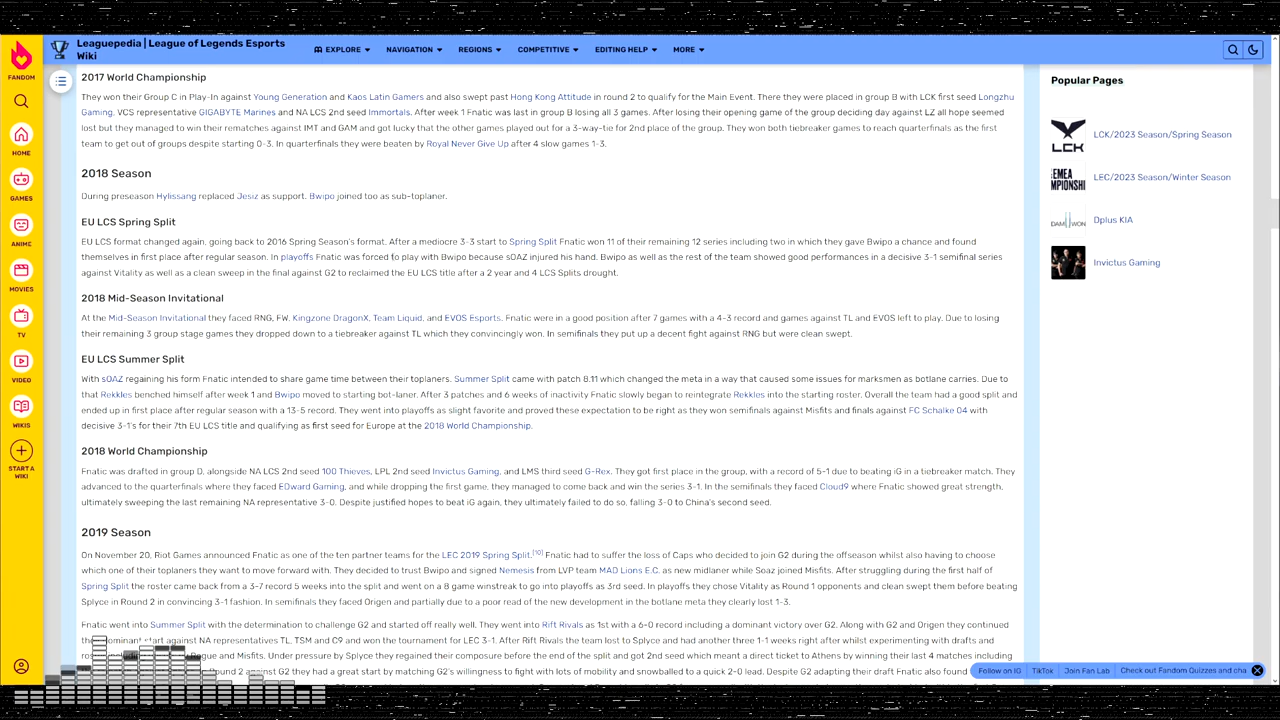 Leaguepedia | League of Legends Esports
Wiki
EXPLORE
NAVIGATION
REGIONS
COMPETITIVE
EDITING HELP
MORE
FANDOM
HOME
GAMES
ANIME
MOVIES
TV
VIDEO
WIKIS
START A
WIKI
2017 World Championship
They won their Group C in Play-In against Young Generation and Kaos Latin Gamers and also swept past Hong Kong Attitude in round 2 to qualify for the Main Event. There they were placed in group B with LCK first seed Longzhu
Gaming, VCS representative GIGABYTE Marines and NA LCS 2nd seed Immortals. After week 1 Fnatic was last in group B losing all 3 games. After losing their opening game of the group deciding day against LZ all hope seemed
lost but they managed to win their rematches against IMT and GAM and got lucky that the other games played out for a 3-way-tie for 2nd place of the group. They won both tiebreaker games to reach quarterfinals as the first
team to get out of groups despite starting 0-3. In quarterfinals they were beaten by Royal Never Give Up after 4 slow games 1-3.
2018 Season
During preseason Hylissang replaced Jesiz as support. Bwipo joined too as sub-toplaner.
EU LCS Spring Split
EU LCS format changed again, going back to 2016 Spring Season's format. After a mediocre 3-3 start to Spring Split Fnatic won 11 of their remaining 12 series including two in which they gave Bwipo a chance and found
themselves in first place after regular season. In playoffs Fnatic were forced to play with Bwipo because sOAZ injured his hand. Bwipo as well as the rest of the team showed good performances in a decisive 3-1 semifinal series
against Vitality as well as a clean sweep in the final against G2 to reclaimed the EU LCS title after a 2 year and 4 LCS Splits drought.
2018 Mid-Season Invitational
At the Mid-Season Invitational they faced RNG, FW, Kingzone DragonX, Team Liquid, and EVOS Esports. Fnatic were in a good position after 7 games with a 4-3 record and games against TL and EVOS left to play. Due to losing
their remaining 3 group stage games they dropped down to a tiebreaker against TL which they convincingly won. In semifinals they put up a decent fight against RNG but were clean swept.
EU LCS Summer Split
With sOAZ regaining his form Fnatic intended to share game time between their toplaners. Summer Split came with patch 8.11 which changed the meta in a way that caused some issues for marksmen as botlane carries. Due to
that Rekkles benched himself after week 1 and Bwipo moved to starting bot-laner. After 3 patches and 6 weeks of inactivity Fnatic slowly began to reintegrate Rekkles into the starting roster. Overall the team had a good split and
ended up in first place after regular season with a 13-5 record. They went into playoffs as slight favorite and proved these expectation to be right as they won semifinals against Misfits and finals against FC Schalke 04 with
decisive 3-1's for their 7th EU LCS title and qualifying as first seed for Europe at the 2018 World Championship.
2018 World Championship
Fnatic was drafted in group D, alongside NA LCS 2nd seed 100 Thieves, LPL 2nd seed Invictus Gaming, and LMS third seed G-Rex. They got first place in the group, with a record of 5-1 due to beating iG in a tiebreaker match. They
advanced to the quarterfinals where they faced EDward Gaming, and while dropping the first game, they managed to come back and win the series 3-1. In the semifinals they faced Cloud9 where Fnatic showed great strength,
ultimately sweeping the last remaining NA representative 3-0. Despite justified hopes to beat iG again, they ultimately failed to do so, falling 3-0 to China's second seed.
2019 Season
On November 20, Riot Games announced Fnatic as one of the ten partner teams for the LEC 2019 Spring Split.[10] Fnatic had to suffer the loss of Caps who decided to join G2 during the offseason whilst also having to choose
which one of their toplaners they want to move forward with. They decided to trust Bwipo and signed Nemesis from LVP team MAD Lions E.C. as new midlaner while Soaz joined Misfits. After struggling during the first half of
Spring Split the roster came back from a 3-7 record 5 weeks into the split and went on a 8 game winstreak to go into playoffs as 3rd seed. In playoffs they chose Vitality as Round 1 opponents and clean swept them before beating
Splyce in Round 2 in convincing 3-1 fashion. In semifinals they faced Origen and partially due to a poor read of the new development in the botlane meta they clearly lost 1-3.
Fnatic went into Summer Split with the determination to challenge G2 and started off really well. They went into Rift Rivals as 1st with a 6-0 record including a dominant victory over G2. Along with G2 and Origen they continued
start against NA representatives TL, TSM and C9 and won the tournament for LEC 3-1. After Rift Rivals the team lost to Splyce and had another three 1-1 weeks right after whilst experimenting with drafts and
Rogue and Misfits. Under pressure by Splyce they regained their pressure before the end of the split and got 2nd seed which meant a direct ticket to Athens by winning their last 4 matches including
2 against G2 they had a great start by matching G2's willingness to fight with lots of mobility and snowballed to a quick 2-0 lead. Despite G2 adapting their draft Fnatic also found
Popular Pages
LCK
LCK/2023 Season/Spring Season
LEC/2023 Season/Winter Season
Dplus KIA
Invictus Gaming
Follow on IG
TikTok
Join Fan Lab
Check out Fandom Quizzes and cha